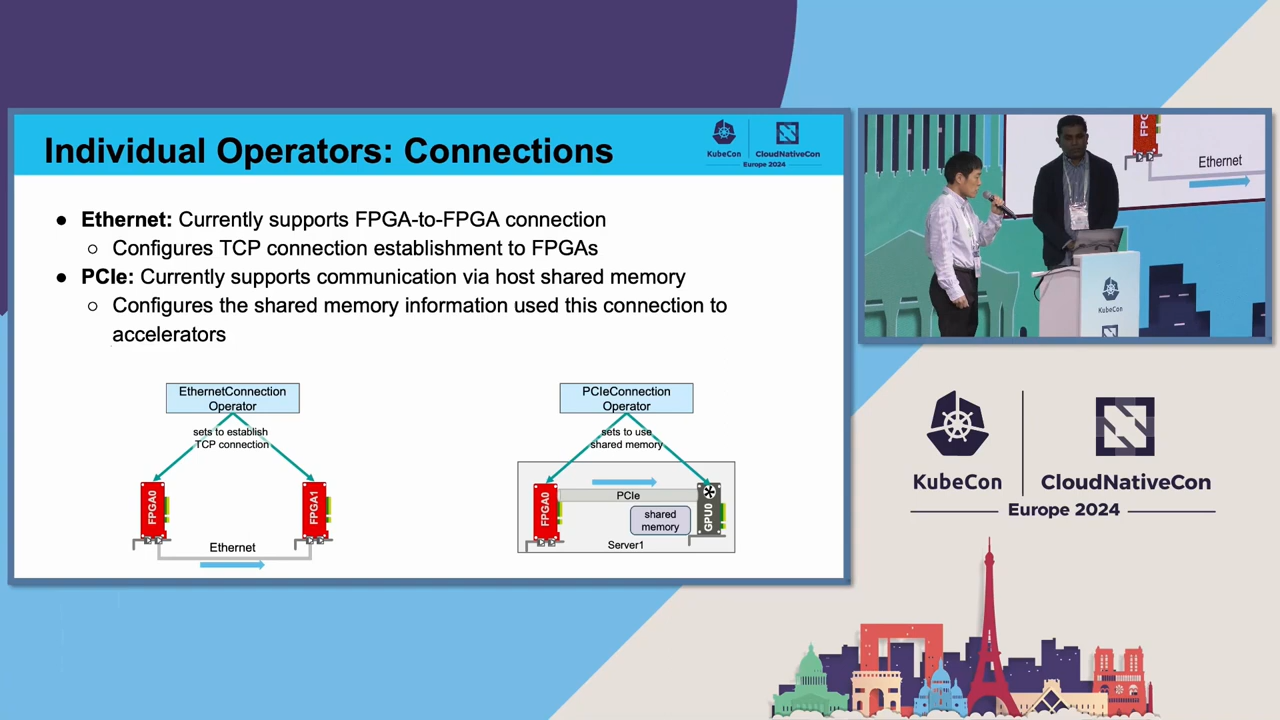 Individual Operators: Connections
KubeCon
CloudNativeCon
Europe 2024
● Ethernet: Currently supports FPGA-to-FPGA connection
○ Configures TCP connection establishment to FPGAs
● PCIe: Currently supports communication via host shared memory
○ Configures the shared memory information used this connection to
accelerators
EthernetConnection
Operator
sets to establish
TCP connection
FPGA0
FPGA1
Ethernet
PCIeConnection
Operator
sets to use
shared memory
FPGA0
PCIe
shared
memory
GPU0
Server1
Ethernet
KubeCon
KubeCon
CloudNativeCon
Europe 2024